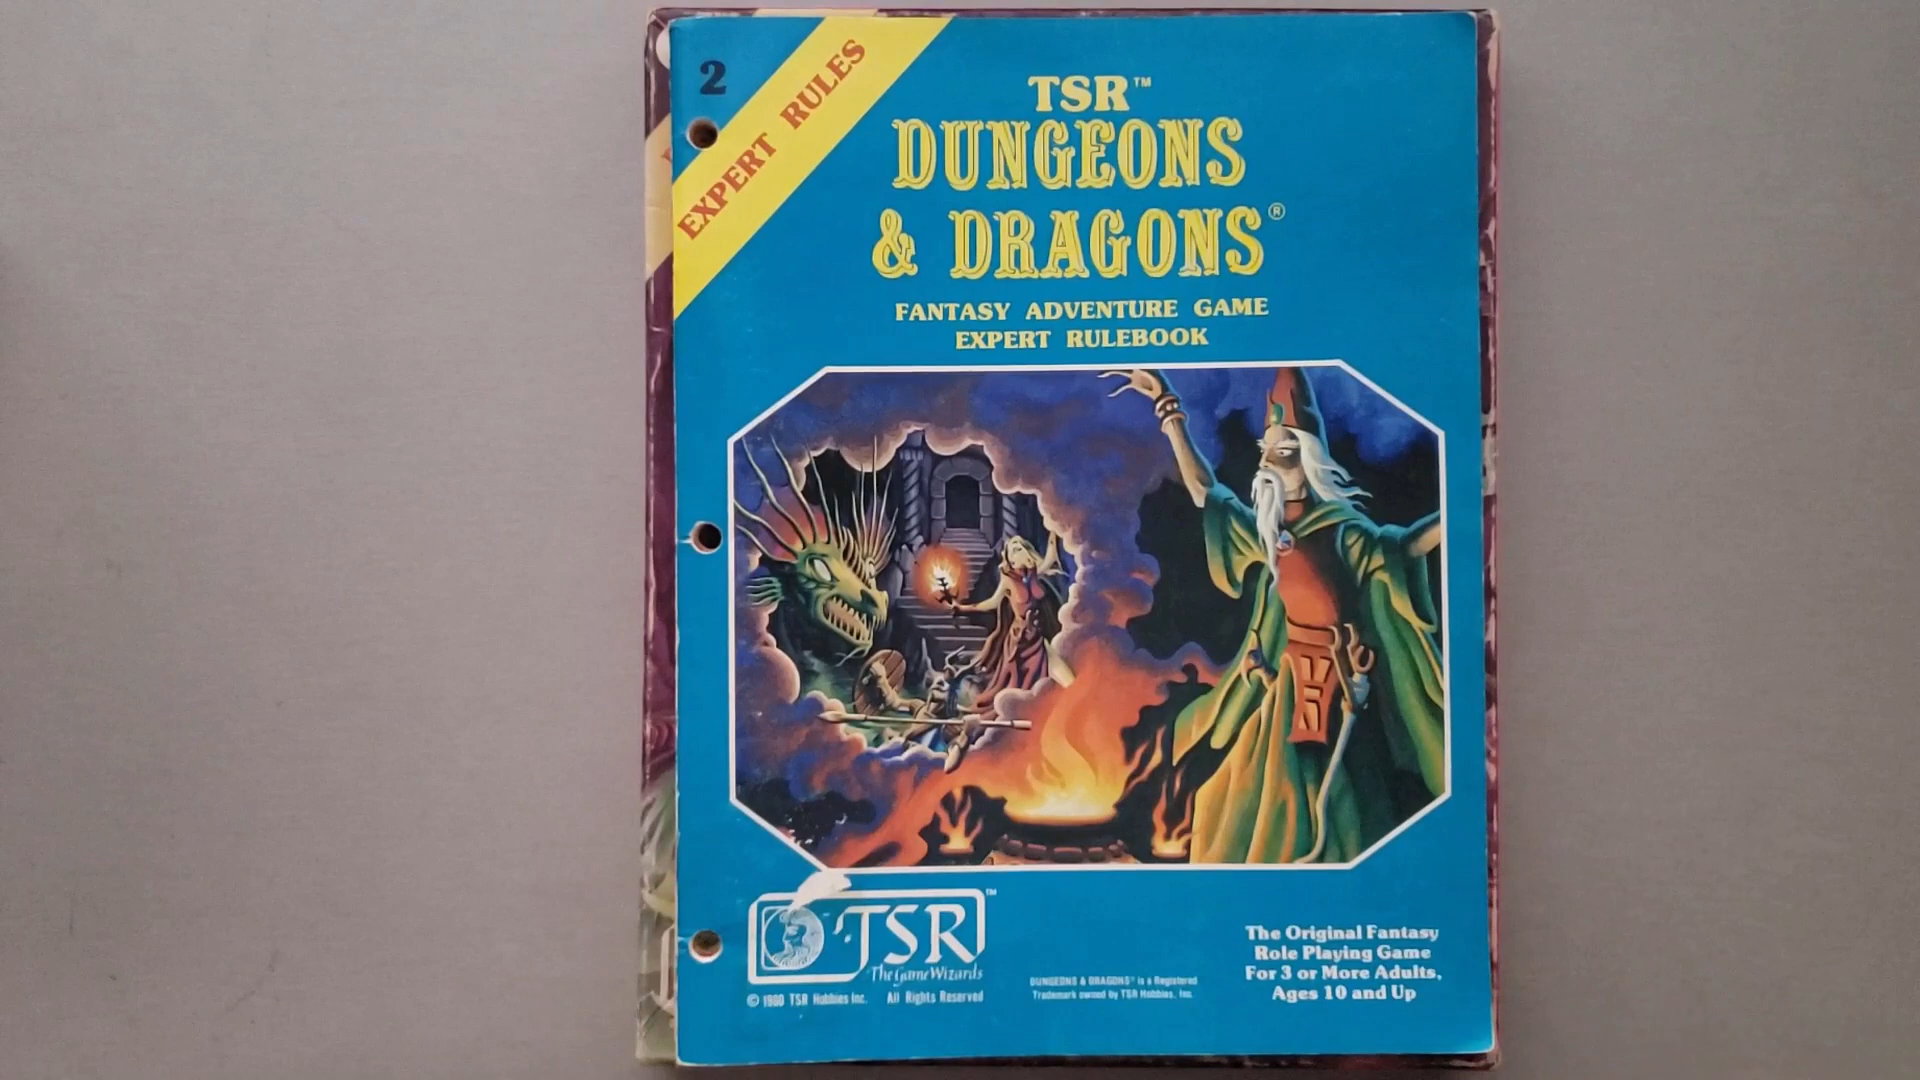 2
EXPERT RULES
TSR™
DUNGEONS
& DRAGONS®
FANTASY ADVENTURE GAME
EXPERT RULEBOOK
TSR™
The Game Wizards
© 1980 TSR Hobbies Inc. All Rights Reserved
DUNGEONS & DRAGONS® is a Registered
Trademark owned by TSR Hobbies, Inc.
The Original Fantasy
Role Playing Game
For 3 or More Adults,
Ages 10 and Up